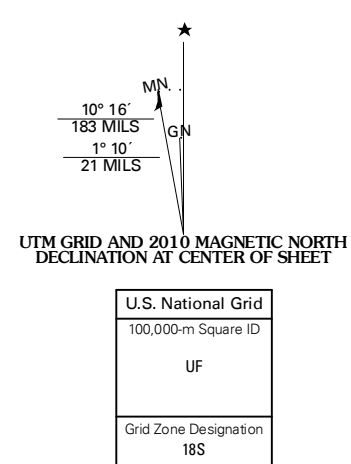 ★
MN
10° 16´
183 MILS
GN
1° 10´
21 MILS
UTM GRID AND 2010 MAGNETIC NORTH
DECLINATION AT CENTER OF SHEET
U.S. National Grid
100,000-m Square ID
UF
Grid Zone Designation
18S